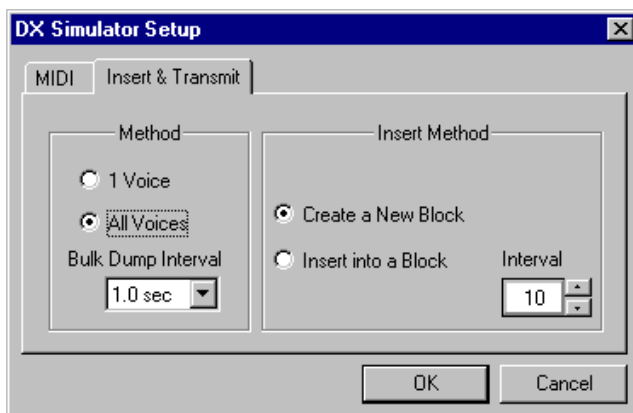 DX Simulator Setup
MIDI
Insert & Transmit
Method
1 Voice
All Voices
Bulk Dump Interval
1.0 sec
Insert Method
Create a New Block
Insert into a Block
Interval
10
OK
Cancel